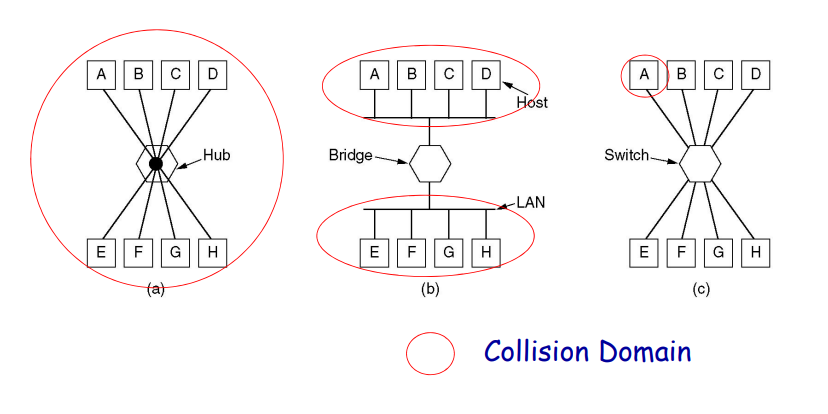 A B C D
Hub
E F G H
(a)
A B C D
Host
Bridge
LAN
E F G H
(b)
A B C D
Switch
E F G H
(c)
Collision Domain